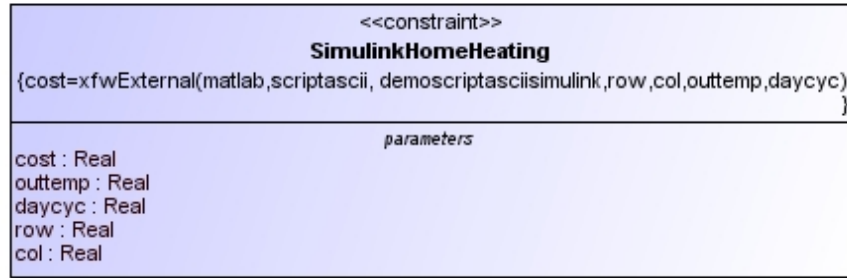 <<constraint>>
SimulinkHomeHeating
{cost=xfwExternal(matlab,scriptascii, demoscriptasciisimulink,row,col,outtemp,daycyc)
}
parameters
cost : Real
outtemp : Real
daycyc : Real
row : Real
col : Real